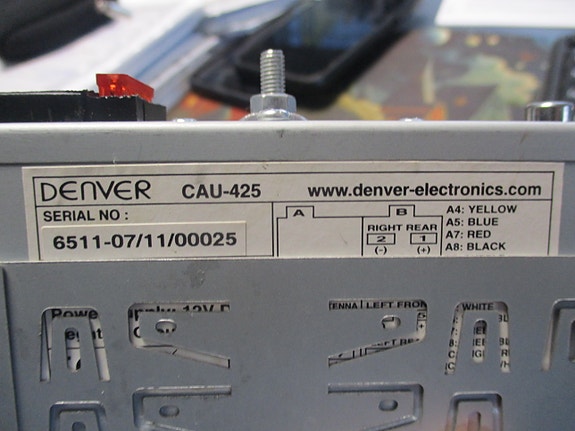 DENVER CAU-425 www.denver-electronics.com
SERIAL NO :
6511-07/11/00025
A B
RIGHT REAR
2 1
(-) (+)
A4: YELLOW
A5: BLUE
A7: RED
A8: BLACK
LEFT
WHITE